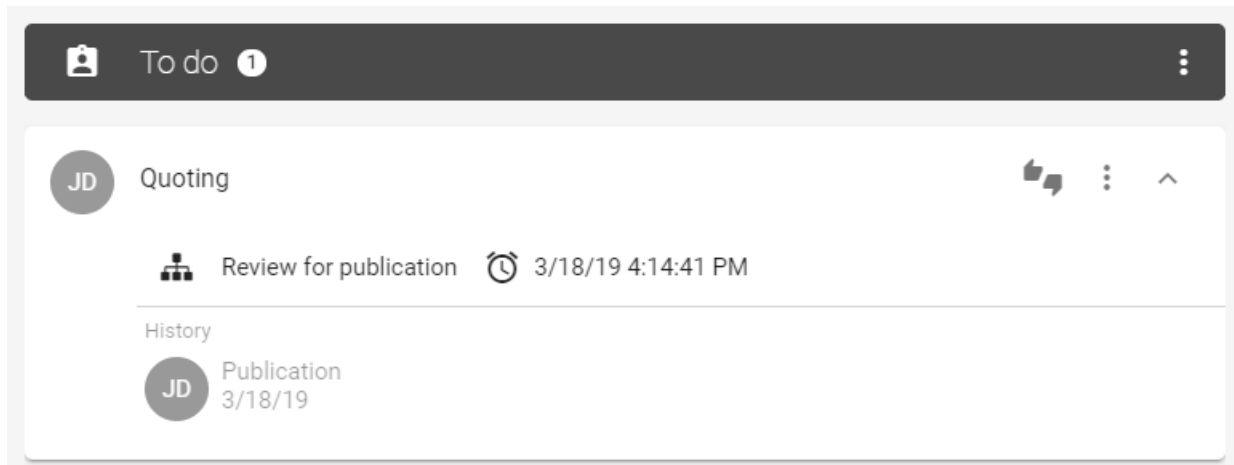 To do 1
JD Quoting
Review for publication 3/18/19 4:14:41 PM
History
JD Publication
3/18/19